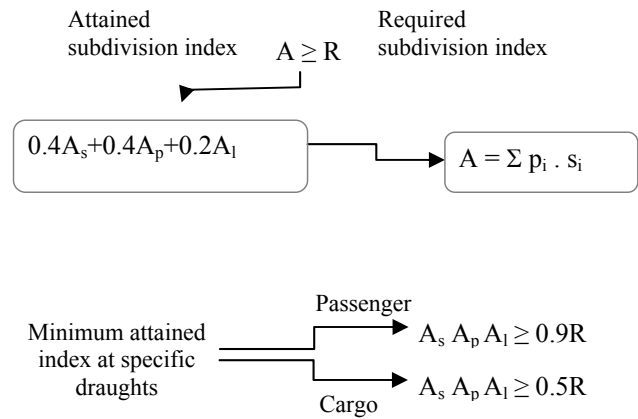 Attained
subdivision index
A ≥ R
Required
subdivision index
0.4Aₛ+0.4Aₚ+0.2Aₗ
A = Σ pᵢ . sᵢ
Minimum attained
index at specific
draughts
Passenger
Aₛ Aₚ Aₗ ≥ 0.9R
Aₛ Aₚ Aₗ ≥ 0.5R
Cargo